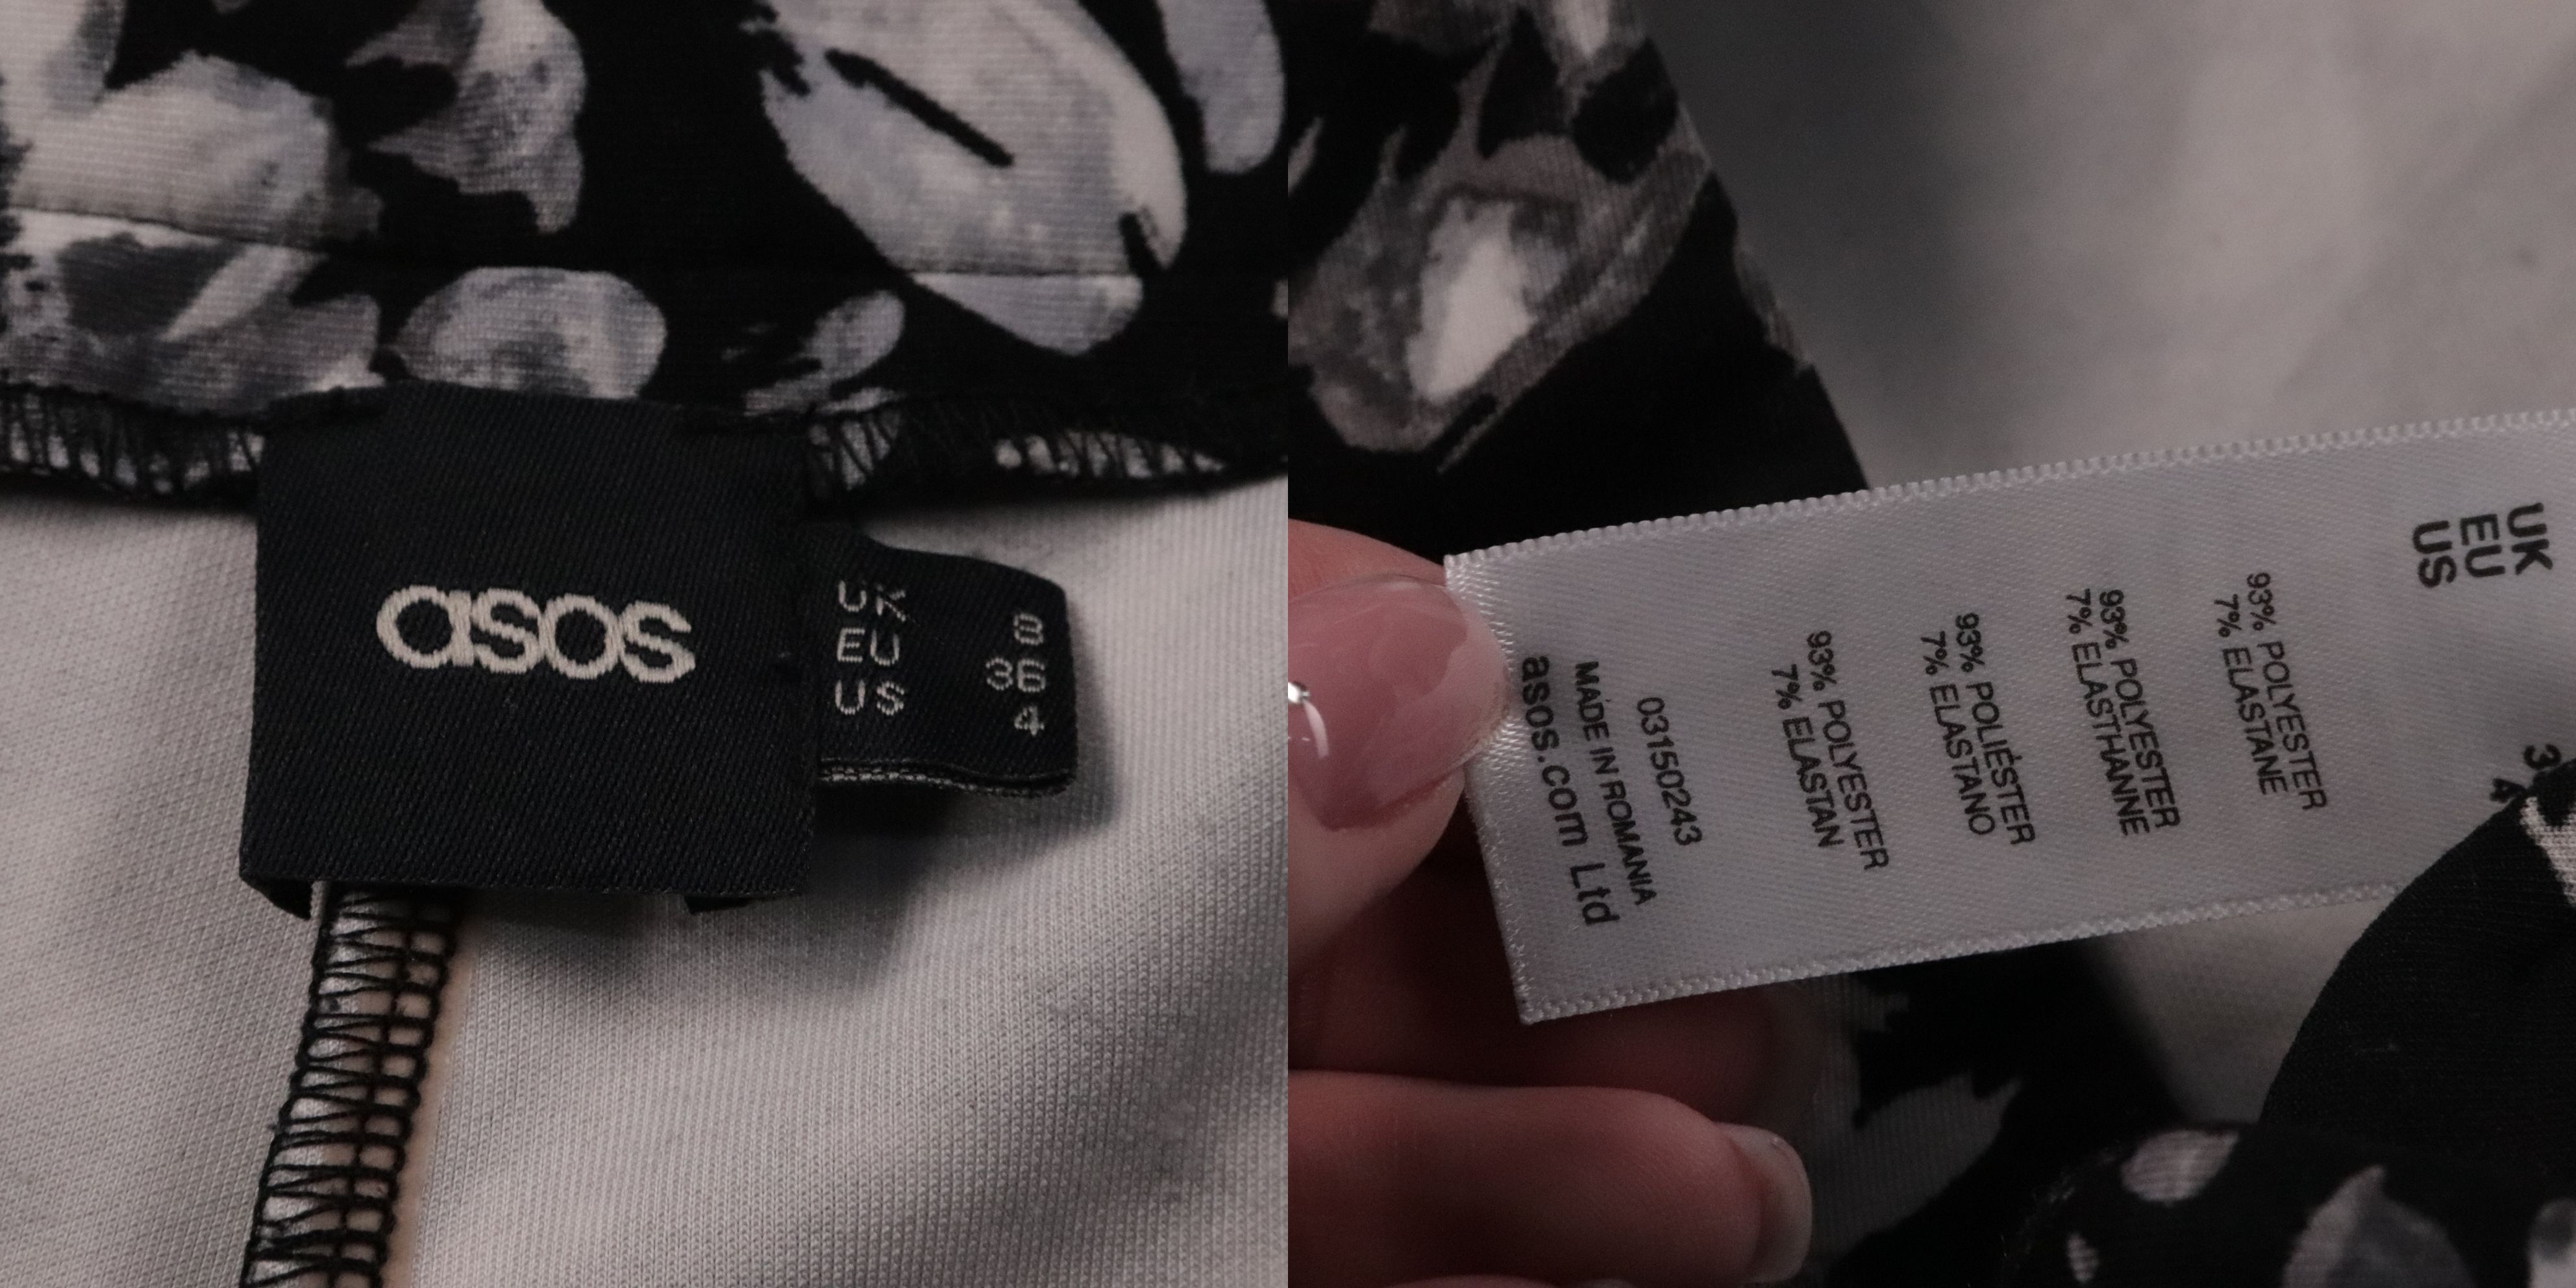 asos
UK 8
EU 36
US 4
UK
EU
US 4
93% POLYESTER
7% ELASTANE
93% POLYESTER
7% ELASTHANNE
93% POLIÉSTER
7% ELASTANO
93% POLYESTER
7% ELASTAN
03150243
MADE IN ROMANIA
asos.com Ltd